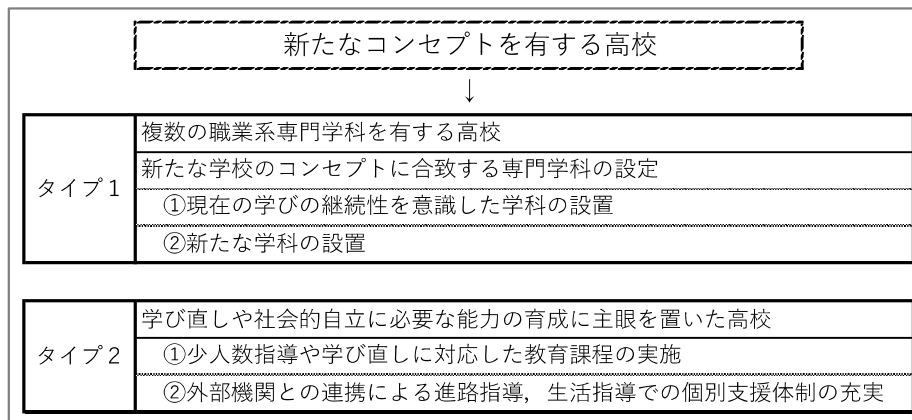 新たなコンセプトを有する高校
↓
タイプ1
複数の職業系専門学科を有する高校
新たな学校のコンセプトに合致する専門学科の設定
①現在の学びの継続性を意識した学科の設置
②新たな学科の設置
タイプ2
学び直しや社会的自立に必要な能力の育成に主眼を置いた高校
①少人数指導や学び直しに対応した教育課程の実施
②外部機関との連携による進路指導，生活指導での個別支援体制の充実